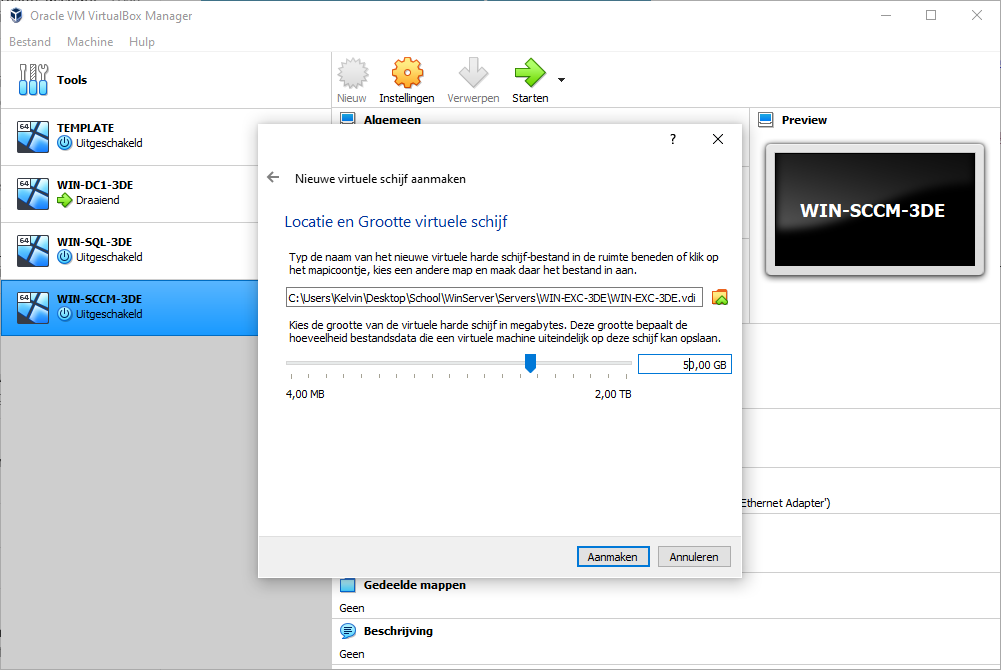 Oracle VM VirtualBox Manager
Bestand Machine Hulp
Tools
Nieuw Instellingen Verwerpen Starten
64 TEMPLATE
Uitgeschakeld
64 WIN-DC1-3DE
Draaiend
64 WIN-SQL-3DE
Uitgeschakeld
64 WIN-SCCM-3DE
Uitgeschakeld
Algemeen
Preview
WIN-SCCM-3DE
?
Nieuwe virtuele schijf aanmaken
Locatie en Grootte virtuele schijf
Typ de naam van het nieuwe virtuele harde schijf-bestand in de ruimte beneden of klik op
het mapicoontje, kies een andere map en maak daar het bestand in aan.
C:\Users\Kelvin\Desktop\School\WinServer\Servers\WIN-EXC-3DE\WIN-EXC-3DE.vdi
Kies de grootte van de virtuele harde schijf in megabytes. Deze grootte bepaalt de
hoeveelheid bestandsdata die een virtuele machine uiteindelijk op deze schijf kan opslaan.
50,00 GB
4,00 MB 2,00 TB
Aanmaken Annuleren
Ethernet Adapter')
Gedeelde mappen
Geen
Beschrijving
Geen